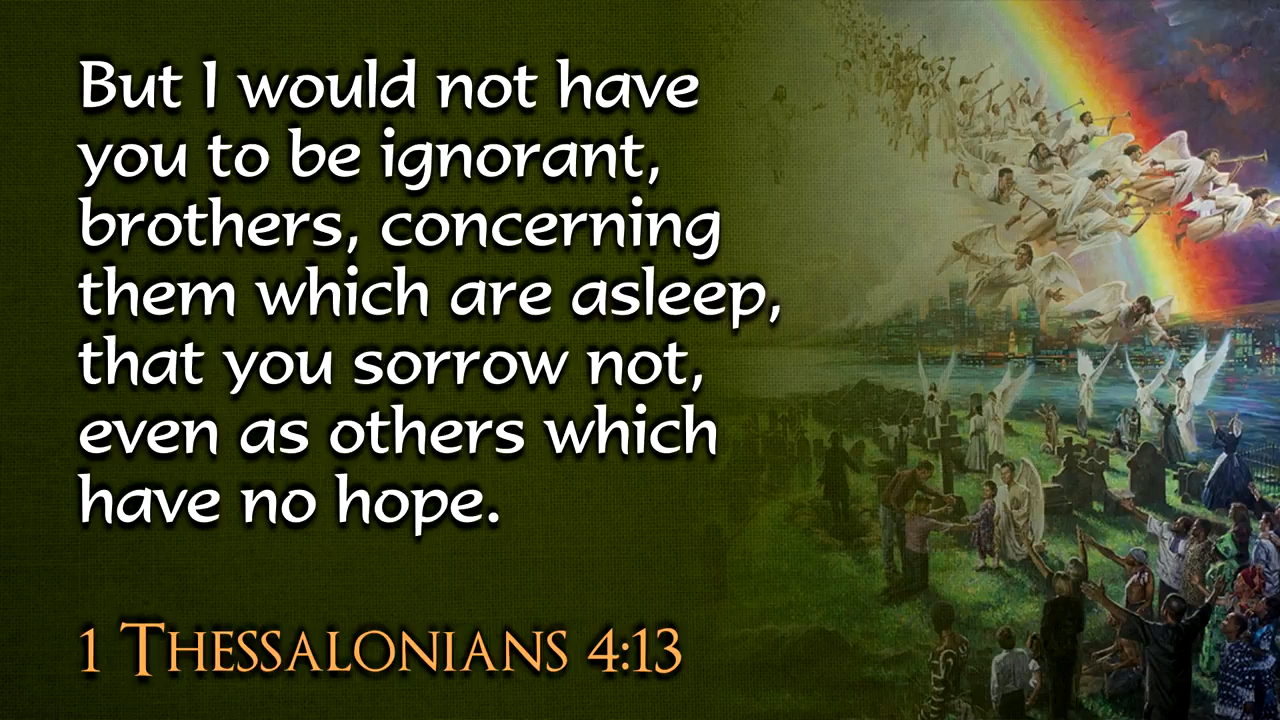 But I would not have
you to be ignorant,
brothers, concerning
them which are asleep,
that you sorrow not,
even as others which
have no hope.
1 Thessalonians 4:13